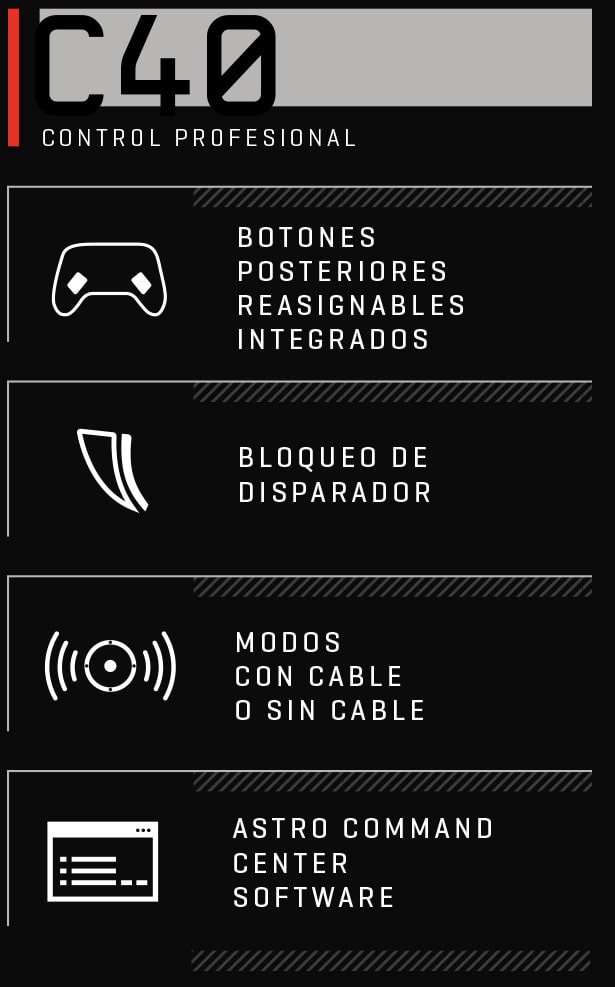 C40
CONTROL PROFESIONAL
BOTONES
POSTERIORES
REASIGNABLES
INTEGRADOS
BLOQUEO DE
DISPARADOR
MODOS
CON CABLE
O SIN CABLE
ASTRO COMMAND
CENTER
SOFTWARE